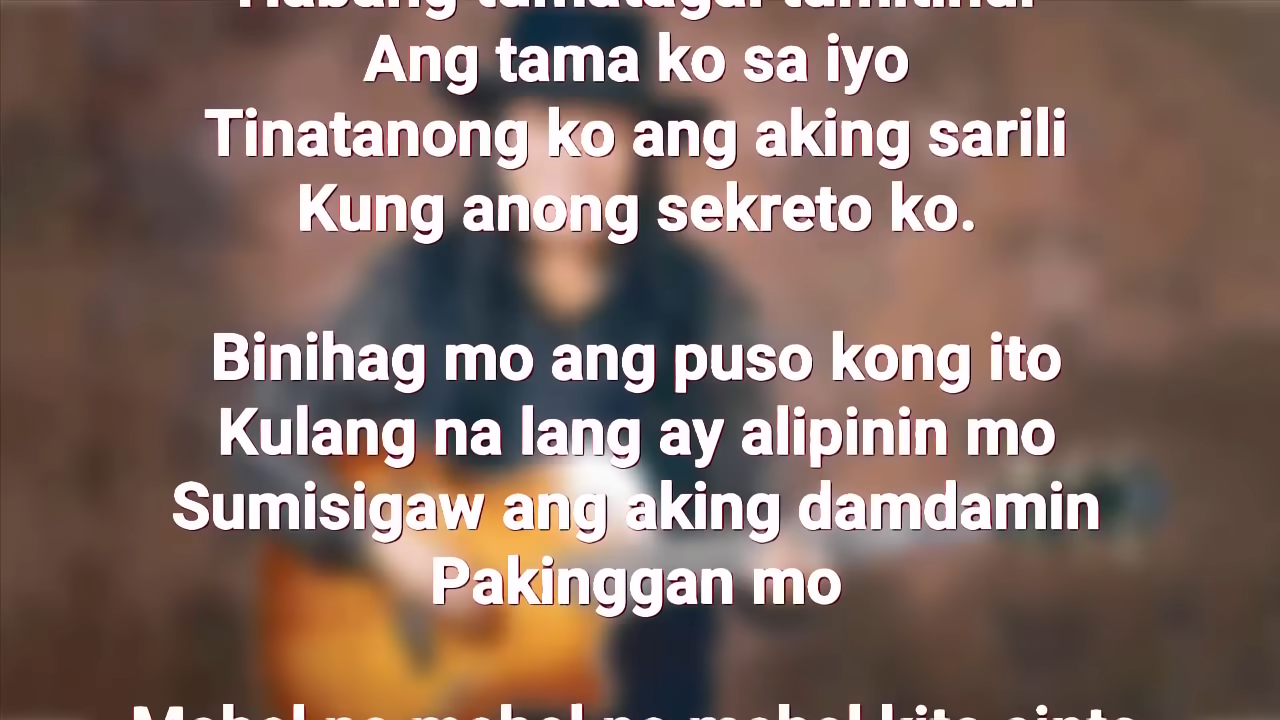 Ang tama ko sa iyo
Tinatanong ko ang aking sarili
Kung anong sekreto ko.
Binihag mo ang puso kong ito
Kulang na lang ay alipinin mo
Sumisigaw ang aking damdamin
Pakinggan mo